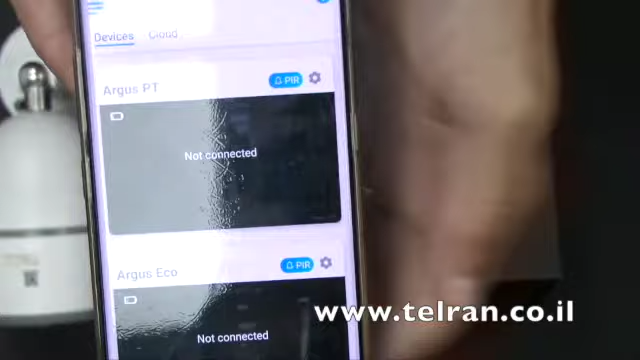 Devices Cloud
Argus PT
PIR
Not connected
Argus Eco
PIR
Not connected
www.telran.co.il